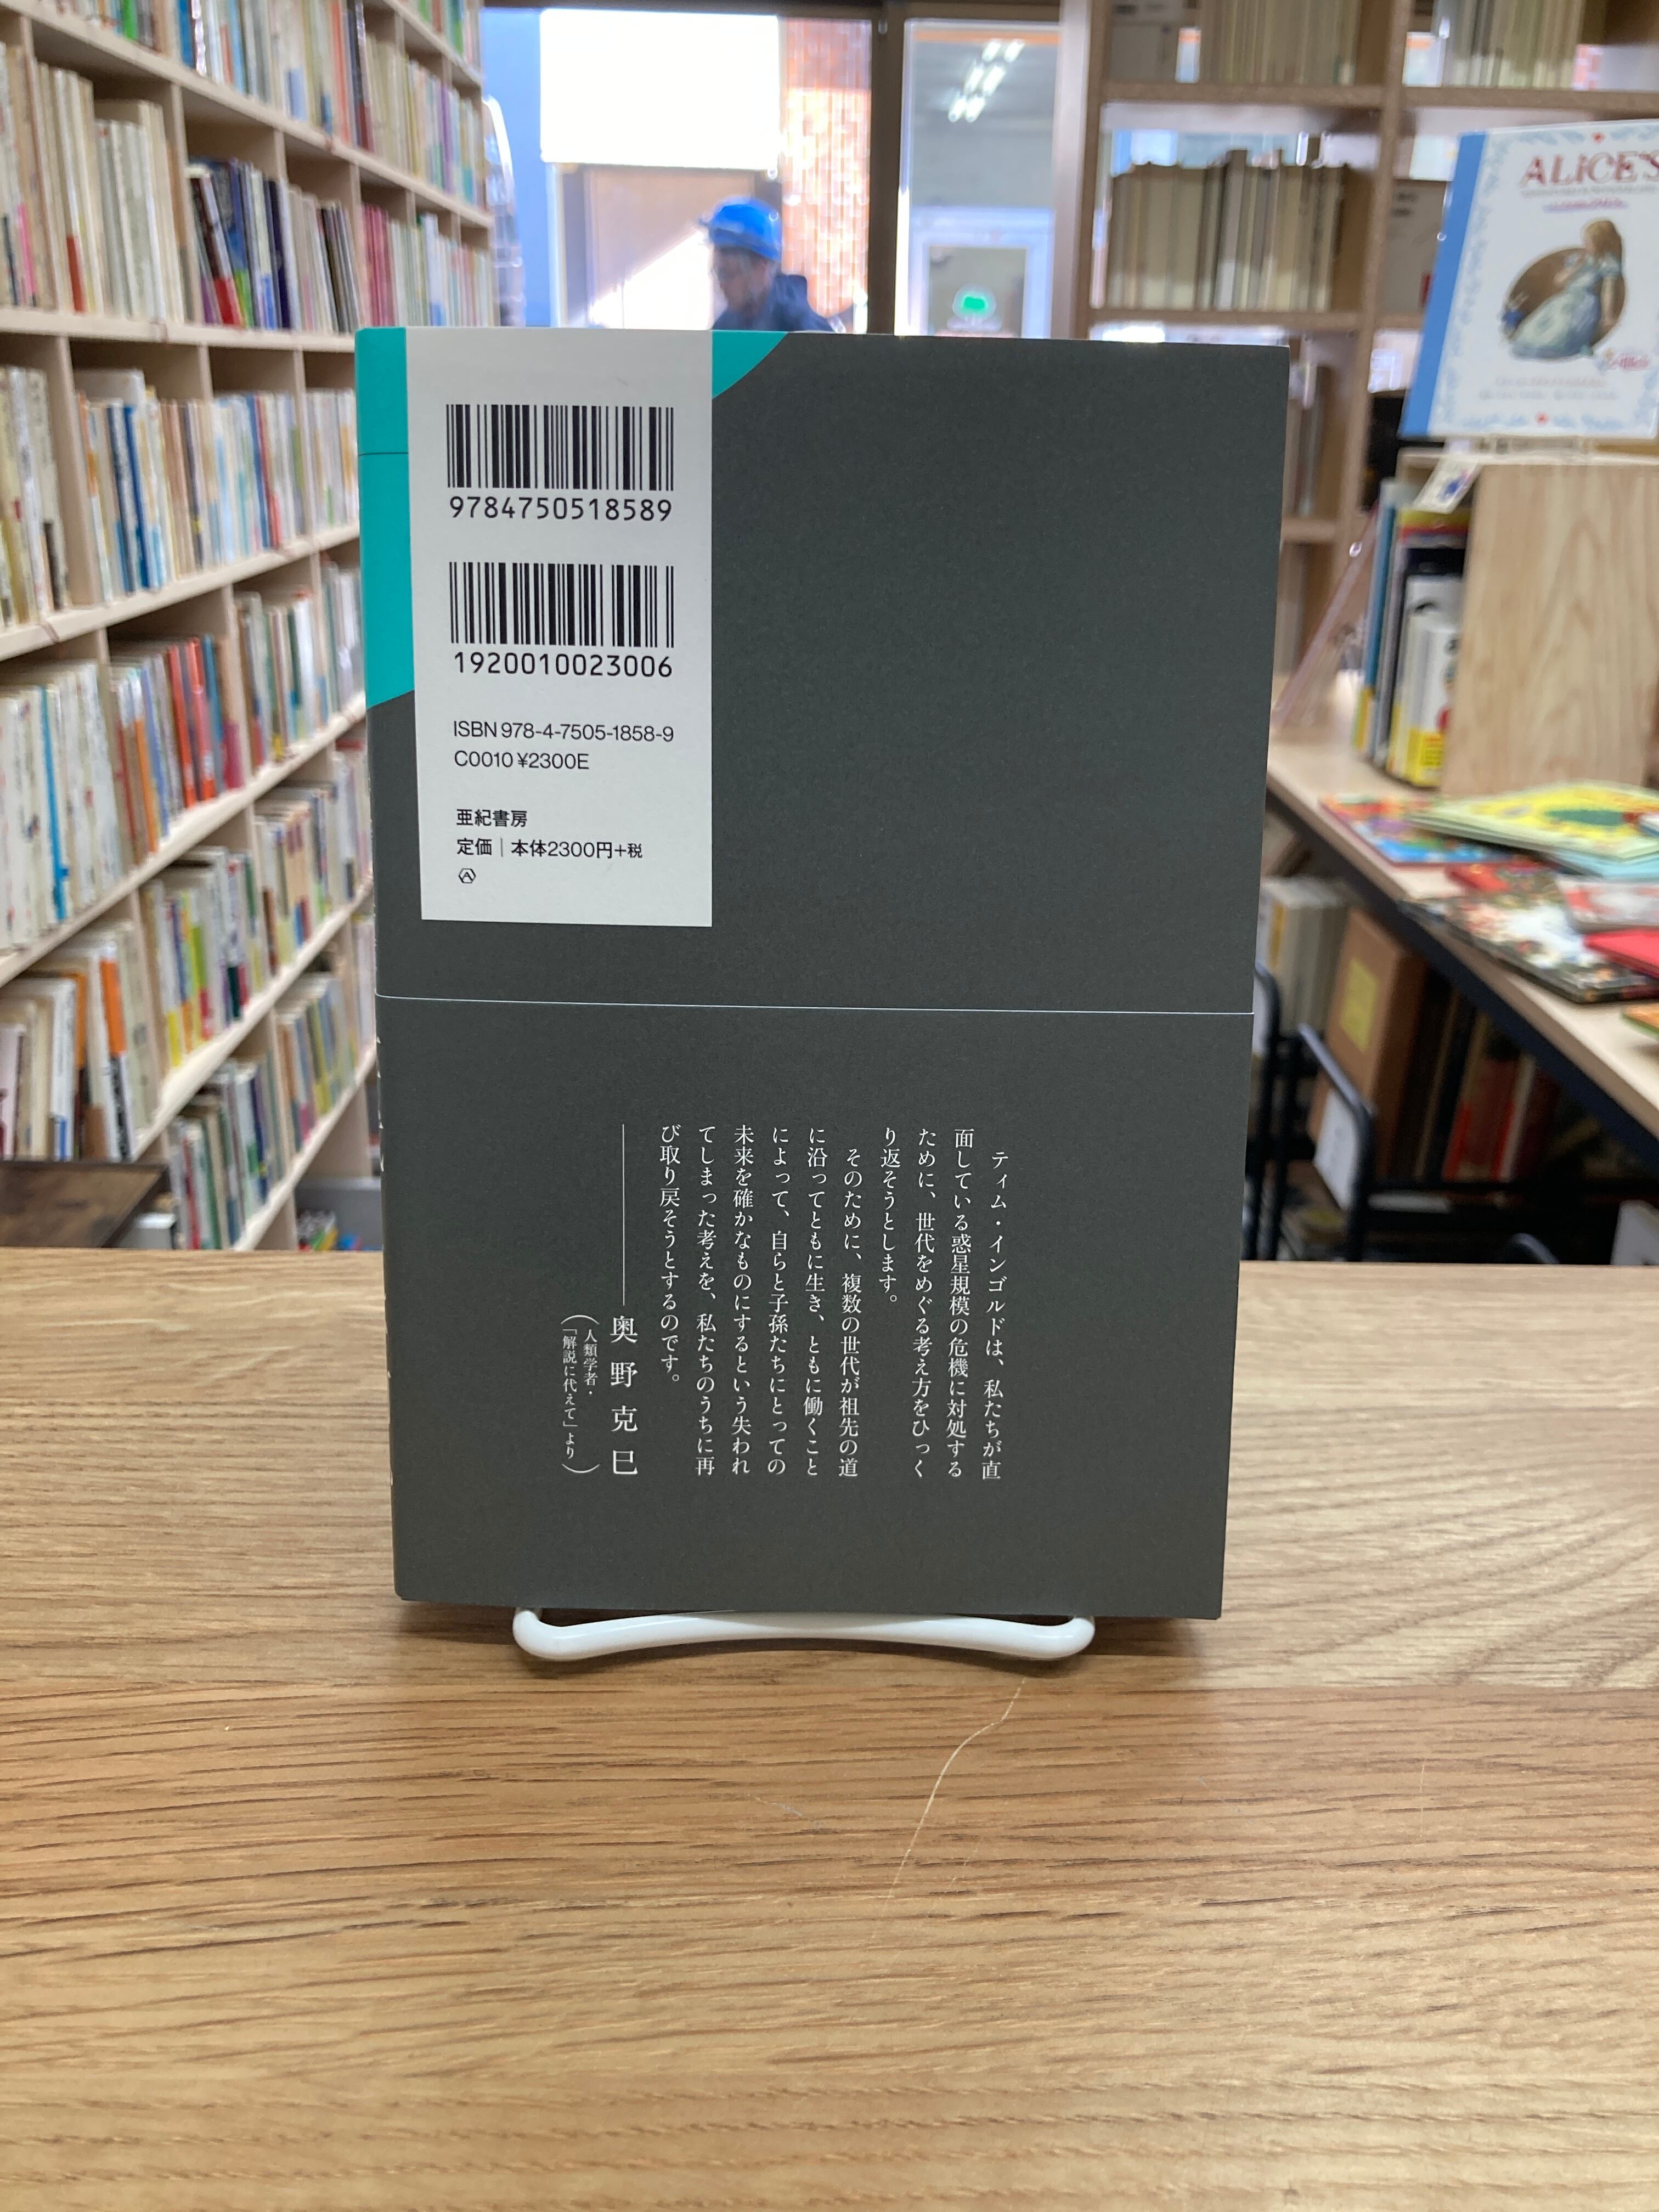 9784750518589
1920010023006
ISBN 978-4-7505-1858-9
C0010 ¥2300E
亜紀書房
定価｜本体2300円+税
ティム・インゴルドは、私たちが直
面している惑星規模の危機に対処する
ために、世代をめぐる考え方をひっく
り返そうとします。
そのために、複数の世代が祖先の道
に沿ってともに生き、ともに働くこと
によって、自らと子孫たちにとっての
未来を確かなものにするという失われ
てしまった考えを、私たちのうちに再
び取り戻そうとするのです。
奥野克巳
（人類学者・
「解説に代えて」より）
ALICE'S